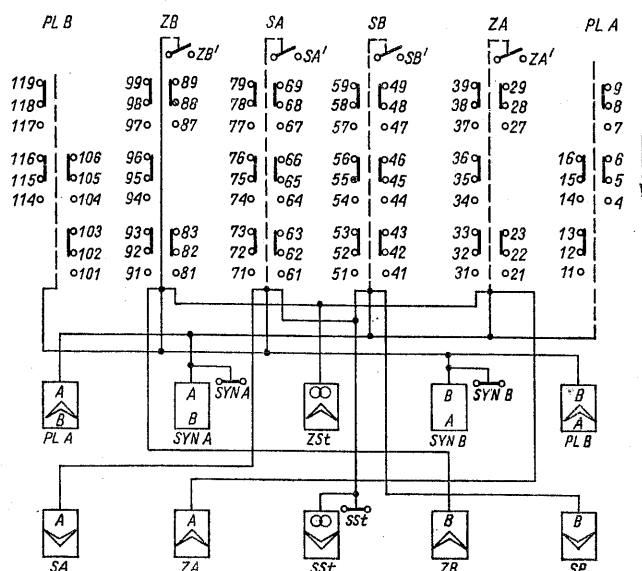 PL B ZB SA SB ZA PL A
ZB' SA' SB' ZA'
119 99 89 79 69 59 49 39 29 9
118 98 88 78 68 58 48 38 28 8
117 97 87 77 67 57 47 37 27 7
116 106 96 76 66 56 46 36 16 6
115 105 95 75 65 55 45 35 15 5
114 104 94 74 64 54 44 34 14 4
103 93 83 73 63 53 43 33 23 13
102 92 82 72 62 52 42 32 22 12
101 91 81 71 61 51 41 31 21 11
A B A B SYN A B A SYN B B A
PL A SYN A ZSt SYN B PL B
A A SSt B B
SA ZA SSt ZB SB